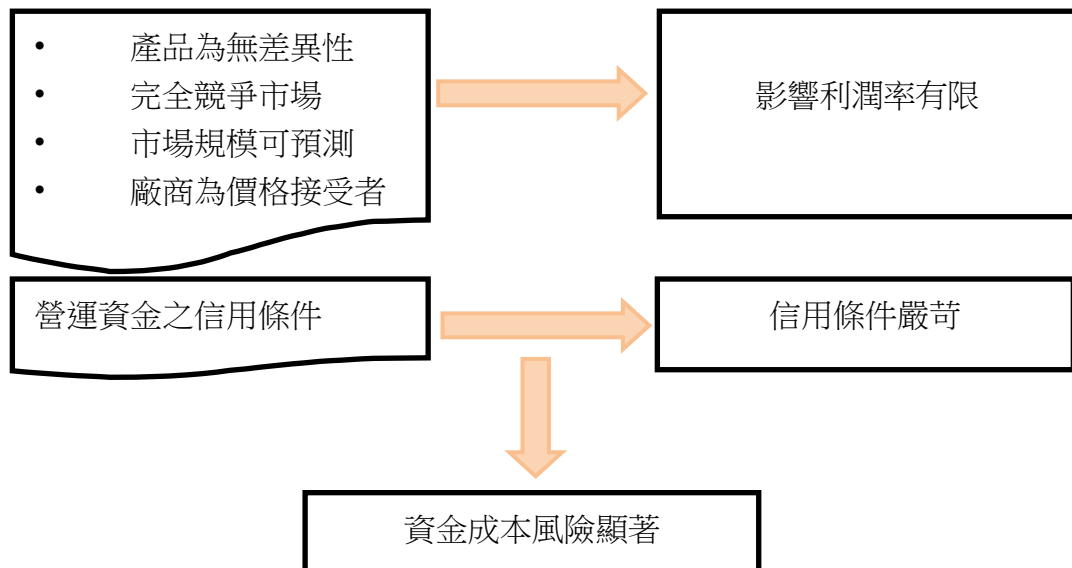 • 產品為無差異性
• 完全競爭市場
• 市場規模可預測
• 廠商為價格接受者
影響利潤率有限
營運資金之信用條件
信用條件嚴苛
資金成本風險顯著